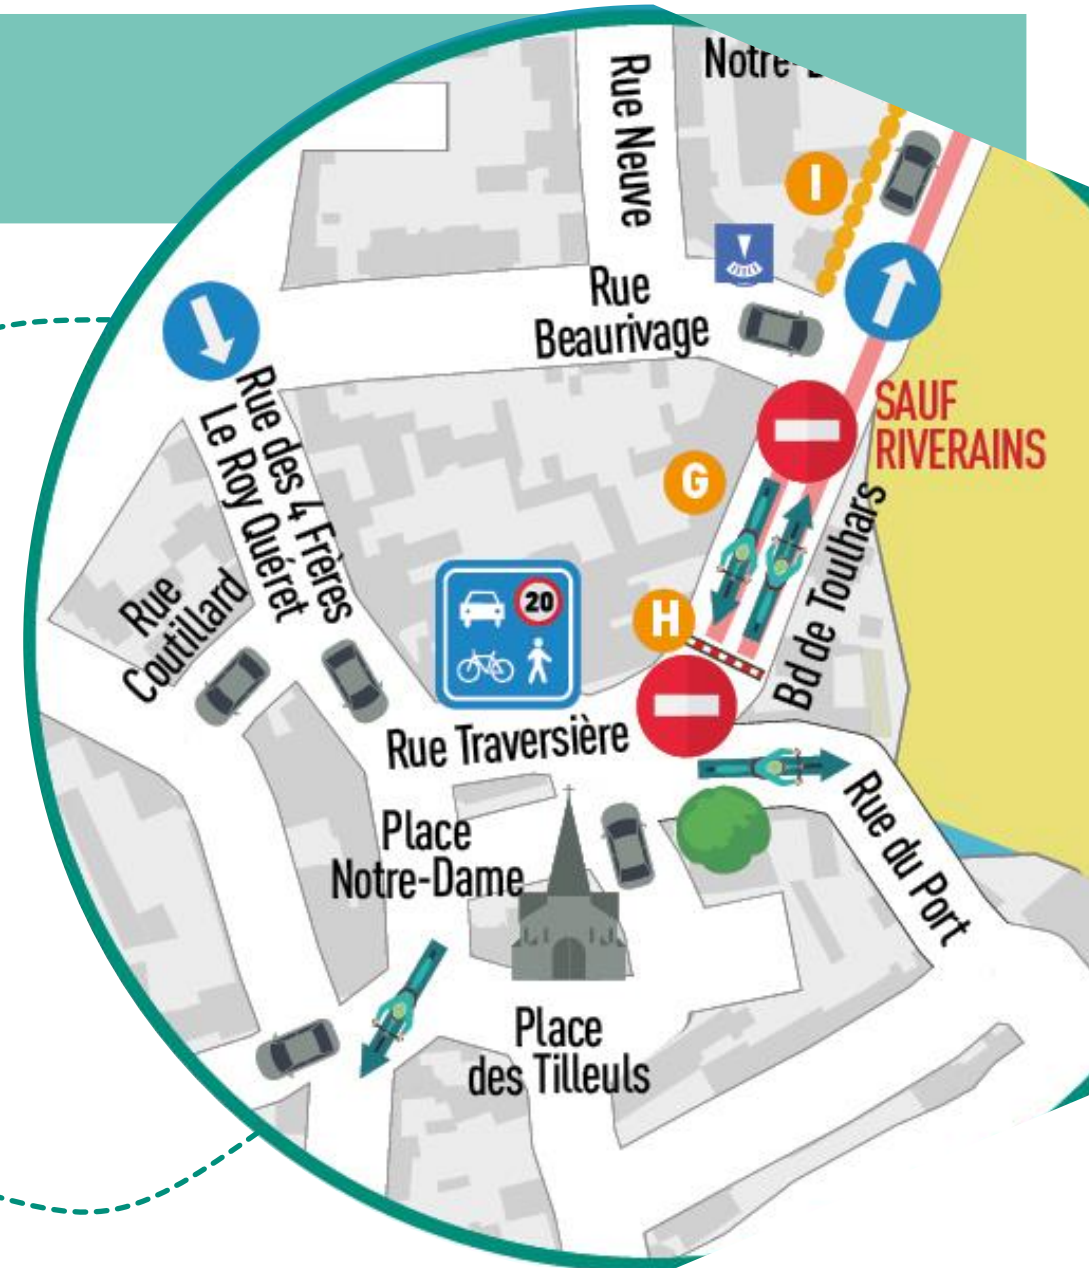 Rue Neuve
Notre-D
I
Rue
Beaurivage
Rue des 4 Frères
Le Roy Quéret
SAUF
RIVERAINS
G
Rue
Coutillard
20
H
Bd de Toulhars
Rue Traversière
Place
Notre-Dame
Rue du Port
Place
des Tilleuls